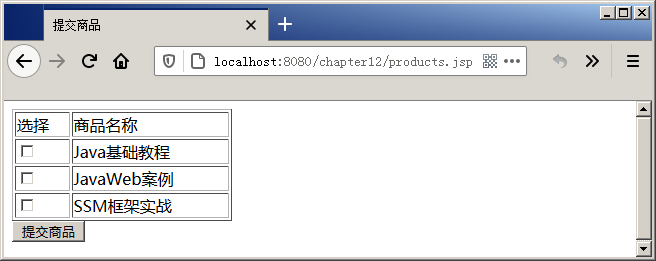 提交商品
localhost:8080/chapter12/products.jsp
选择 商品名称
Java基础教程
JavaWeb案例
SSM框架实战
提交商品